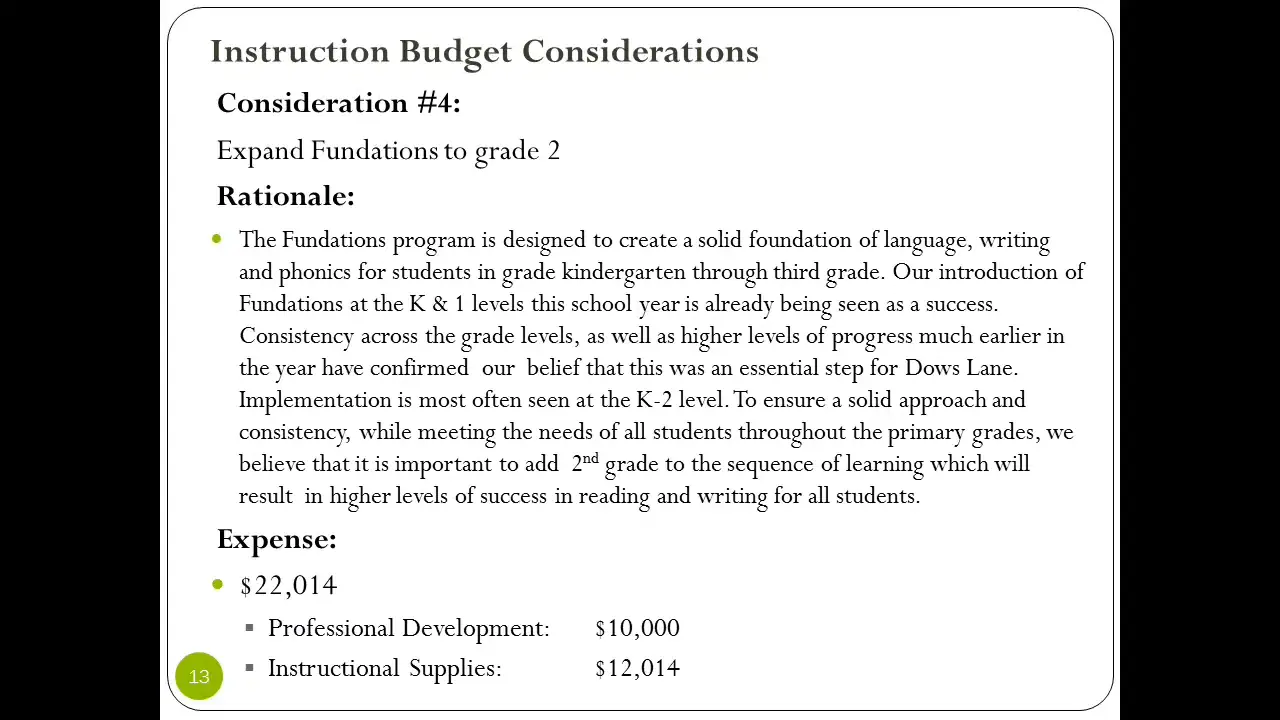 Instruction Budget Considerations
Consideration #4:
Expand Fundations to grade 2
Rationale:
• The Fundations program is designed to create a solid foundation of language, writing
and phonics for students in grade kindergarten through third grade. Our introduction of
Fundations at the K & 1 levels this school year is already being seen as a success.
Consistency across the grade levels, as well as higher levels of progress much earlier in
the year have confirmed our belief that this was an essential step for Dows Lane.
Implementation is most often seen at the K-2 level. To ensure a solid approach and
consistency, while meeting the needs of all students throughout the primary grades, we
believe that it is important to add 2nd grade to the sequence of learning which will
result in higher levels of success in reading and writing for all students.
Expense:
• $22,014
▪ Professional Development: $10,000
▪ Instructional Supplies: $12,014
13